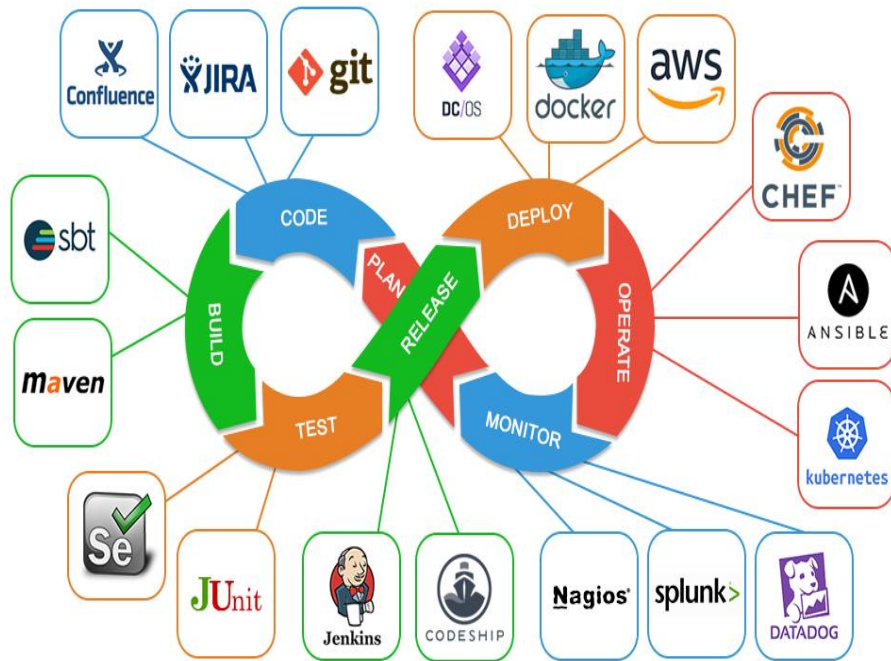 Confluence
JIRA
git
DC/OS
docker
aws
CHEF™
sbt
CODE
DEPLOY
PLAN
RELEASE
BUILD
OPERATE
ANSIBLE
maven
TEST
MONITOR
kubernetes
Se
JUnit
Jenkins
CODESHIP
Nagios®
splunk>
DATADOG